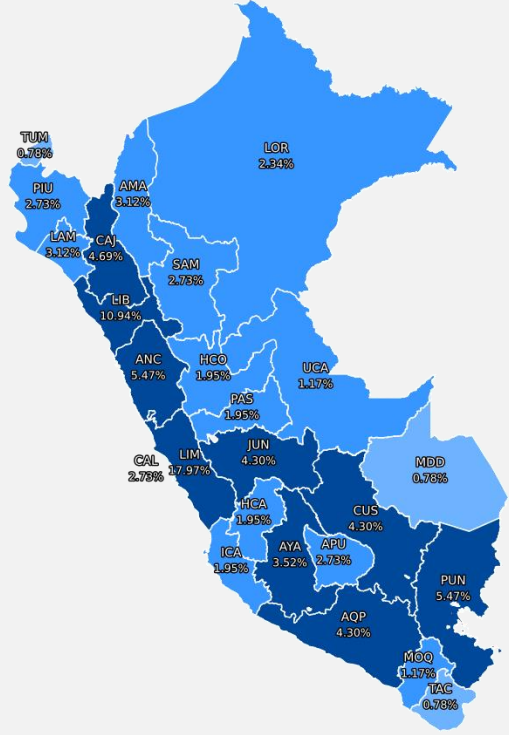 TUM
0.78%
LOR
2.34%
PIU
2.73%
AMA
3.12%
LAM
3.12%
CAJ
4.69%
SAM
2.73%
LIB
10.94%
ANC
5.47%
HCO
1.95%
UCA
1.17%
PAS
1.95%
JUN
4.30%
CAL
2.73%
LIM
17.97%
MDD
0.78%
HCA
1.95%
CUS
4.30%
ICA
1.95%
AYA
3.52%
APU
2.73%
PUN
5.47%
AQP
4.30%
MOQ
1.17%
TAC
0.78%